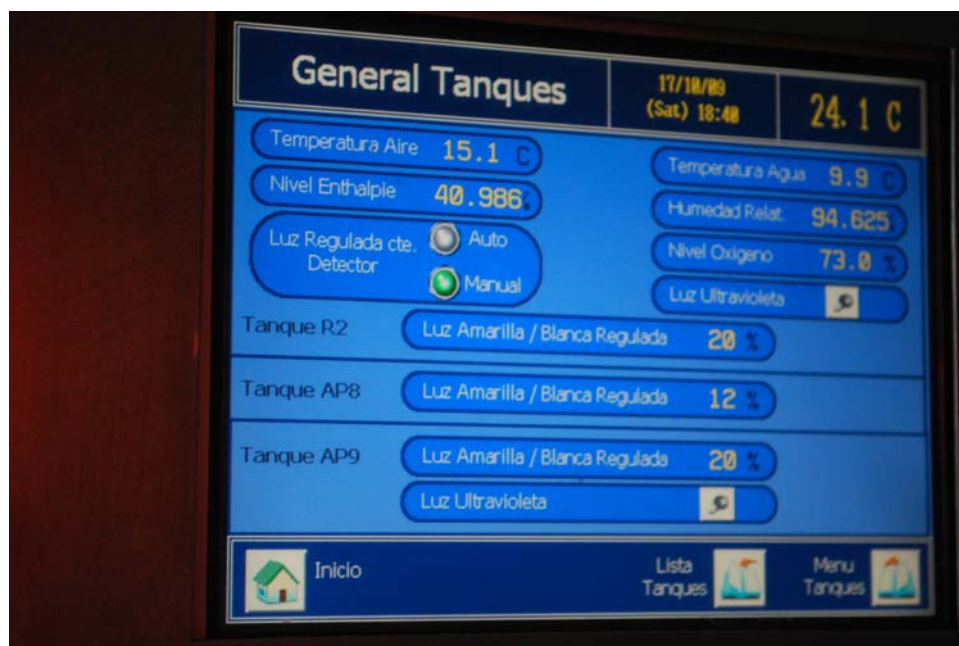 General Tanques
17/10/09
(Sat) 18:40
24.1 C
Temperatura Aire 15.1 C
Temperatura Agua 9.9 C
Nivel Enthalpie 40.986
Humedad Relat. 94.625
Luz Regulada cte.
Detector
Auto
Manual
Nivel Oxigeno 73.0 %
Luz Ultravioleta
Tanque R2 Luz Amarilla / Blanca Regulada 20 %
Tanque AP8 Luz Amarilla / Blanca Regulada 12 %
Tanque AP9 Luz Amarilla / Blanca Regulada 20 %
Luz Ultravioleta
Inicio
Lista
Tanques
Menu
Tanques